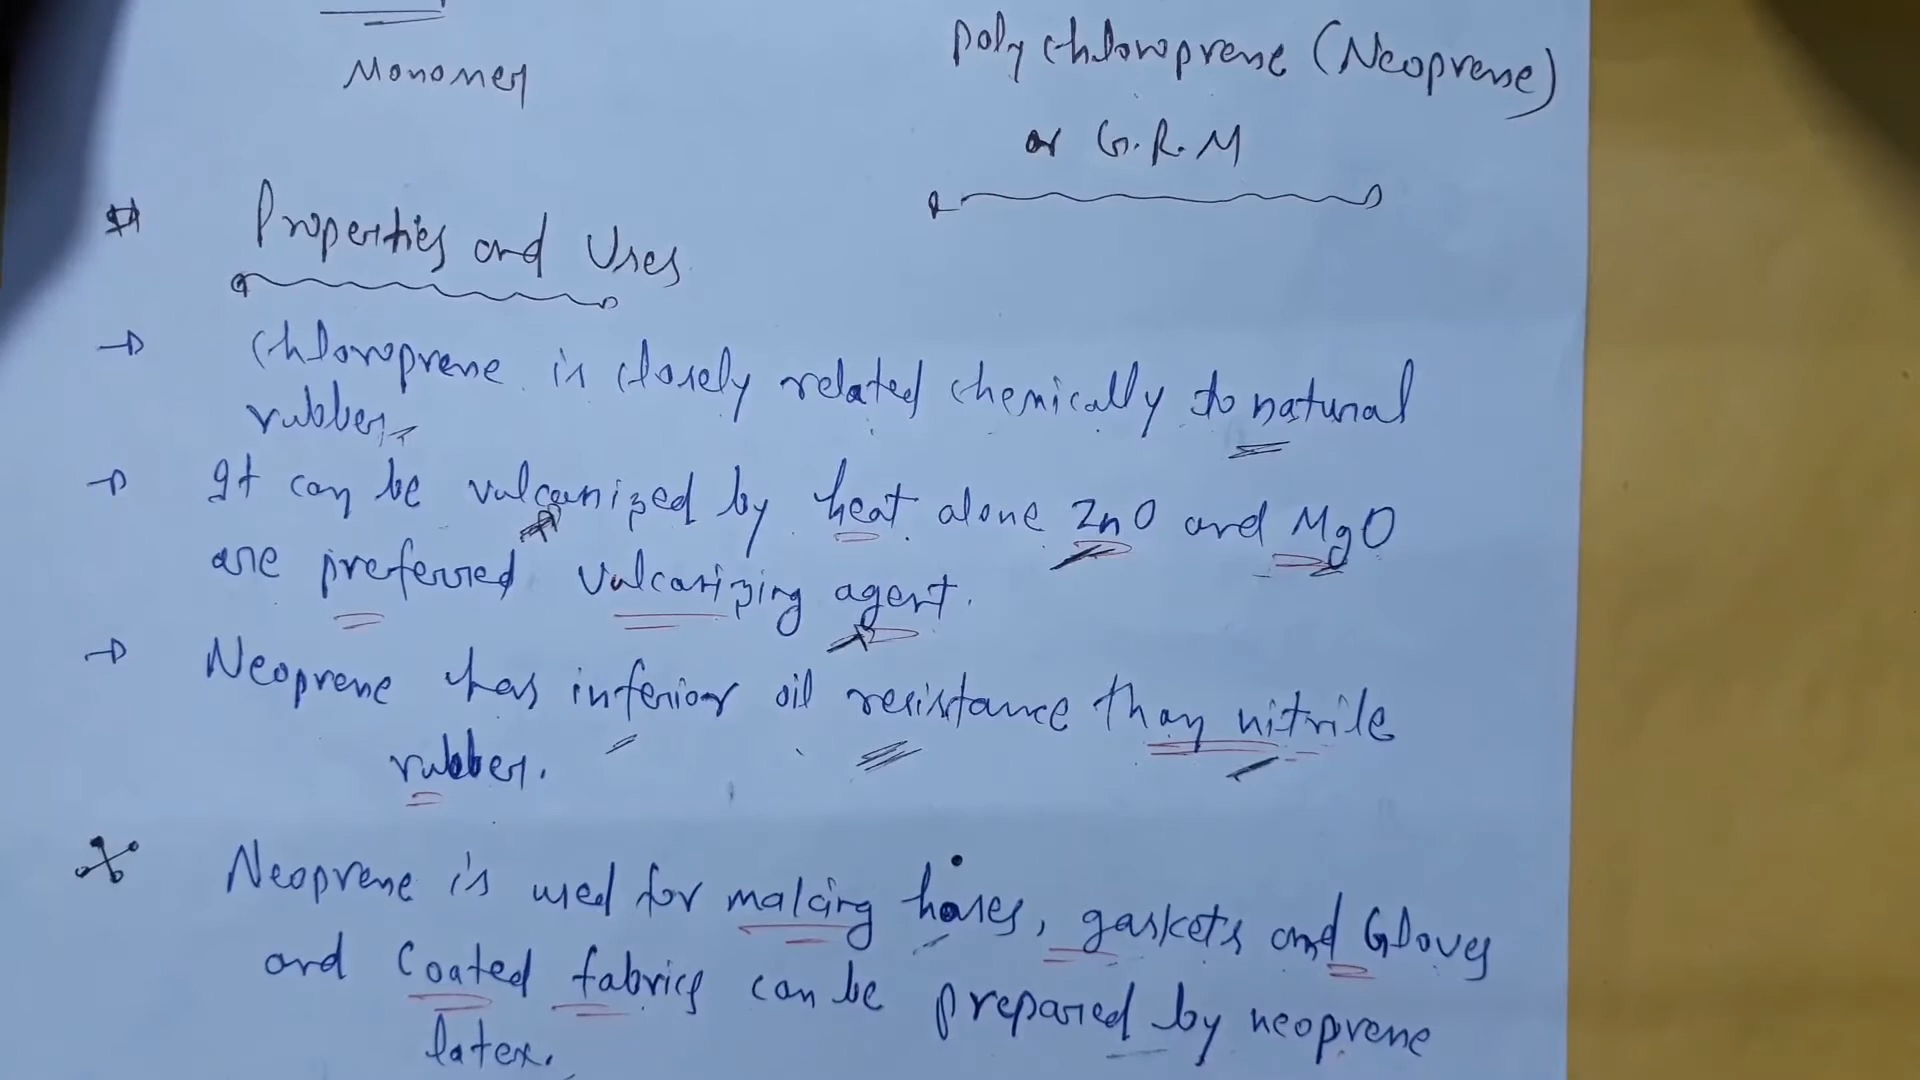 Monomer
Polychloroprene (Neoprene)
or G.R.M
# Properties and Uses
→ Chloroprene is closely related chemically to natural
rubber.
→ It can be vulcanized by heat alone ZnO and MgO
are preferred vulcanizing agent.
→ Neoprene has inferior oil resistance than nitrile
rubber.
Neoprene is used for making hoses, gaskets and Gloves
and coated fabrics can be prepared by neoprene
latex.